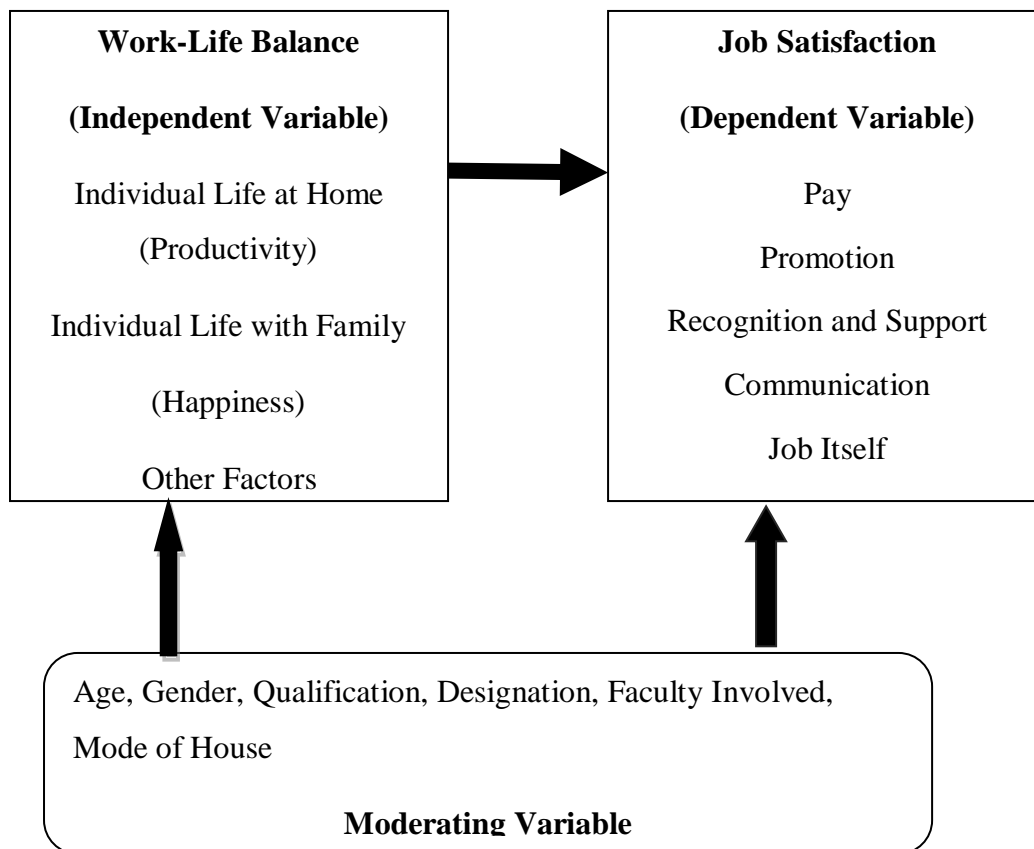 Work-Life Balance
(Independent Variable)
Individual Life at Home
(Productivity)
Individual Life with Family
(Happiness)
Other Factors
Job Satisfaction
(Dependent Variable)
Pay
Promotion
Recognition and Support
Communication
Job Itself
Age, Gender, Qualification, Designation, Faculty Involved,
Mode of House
Moderating Variable